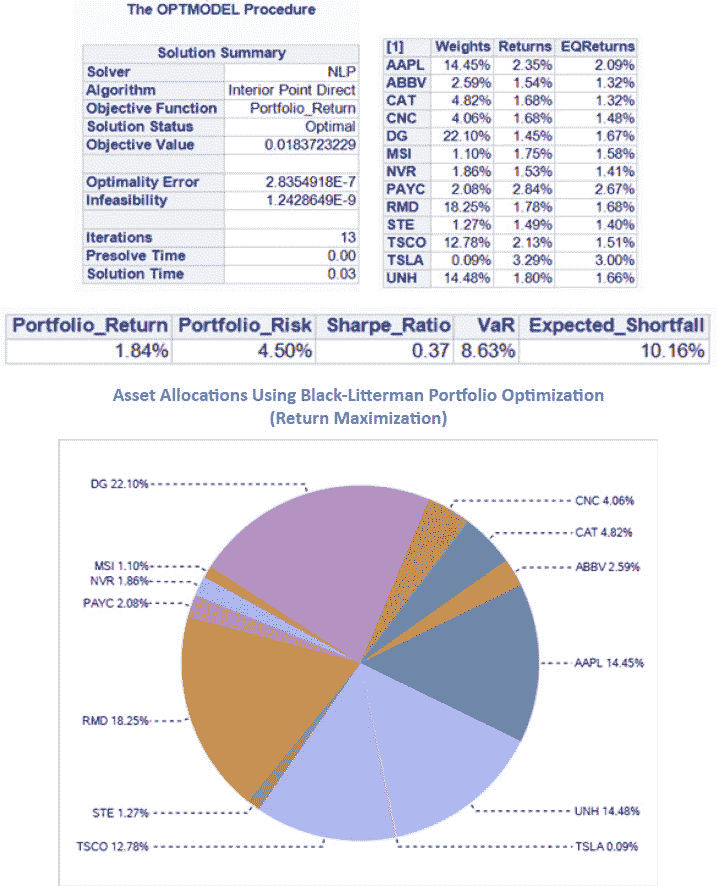 The OPTMODEL Procedure
Solution Summary
Solver NLP
Algorithm Interior Point Direct
Objective Function Portfolio_Return
Solution Status Optimal
Objective Value 0.0183723229
Optimality Error 2.8354918E-7
Infeasibility 1.2428649E-9
Iterations 13
Presolve Time 0.00
Solution Time 0.03
[1] Weights Returns EQReturns
AAPL 14.45% 2.35% 2.09%
ABBV 2.59% 1.54% 1.32%
CAT 4.82% 1.68% 1.32%
CNC 4.06% 1.68% 1.48%
DG 22.10% 1.45% 1.67%
MSI 1.10% 1.75% 1.58%
NVR 1.86% 1.53% 1.41%
PAYC 2.08% 2.84% 2.67%
RMD 18.25% 1.78% 1.68%
STE 1.27% 1.49% 1.40%
TSCO 12.78% 2.13% 1.51%
TSLA 0.09% 3.29% 3.00%
UNH 14.48% 1.80% 1.66%
Portfolio_Return Portfolio_Risk Sharpe_Ratio VaR Expected_Shortfall
1.84% 4.50% 0.37 8.63% 10.16%
Asset Allocations Using Black-Litterman Portfolio Optimization
(Return Maximization)
DG 22.10%
CNC 4.06%
CAT 4.82%
MSI 1.10%
ABBV 2.59%
NVR 1.86%
PAYC 2.08%
AAPL 14.45%
RMD 18.25%
UNH 14.48%
STE 1.27%
TSCO 12.78%
TSLA 0.09%